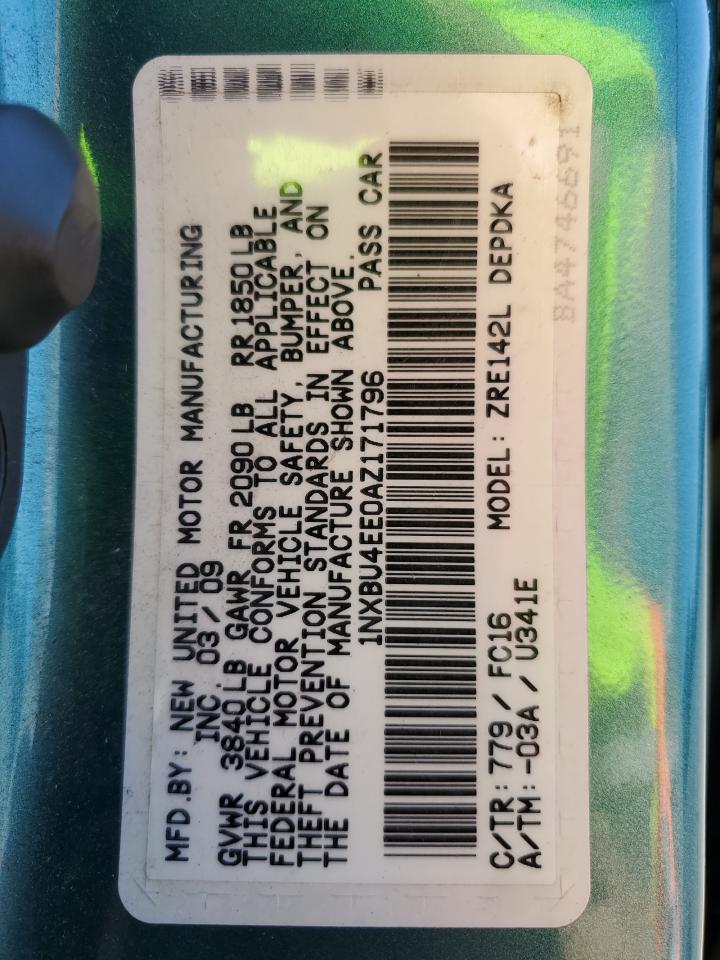 MFD.BY: NEW UNITED MOTOR MANUFACTURING
INC. 03/09
GVWR 3840LB GAWR FR 2090LB RR 1850LB
THIS VEHICLE CONFORMS TO ALL APPLICABLE
FEDERAL MOTOR VEHICLE SAFETY, BUMPER, AND
THEFT PREVENTION STANDARDS IN EFFECT ON
THE DATE OF MANUFACTURE SHOWN ABOVE.
1NXBU4EE0AZ171796 PASS CAR
C/TR: 779/FC16 MODEL: ZRE142L DEPDKA
A/TM: -03A/U341E
BA4746691